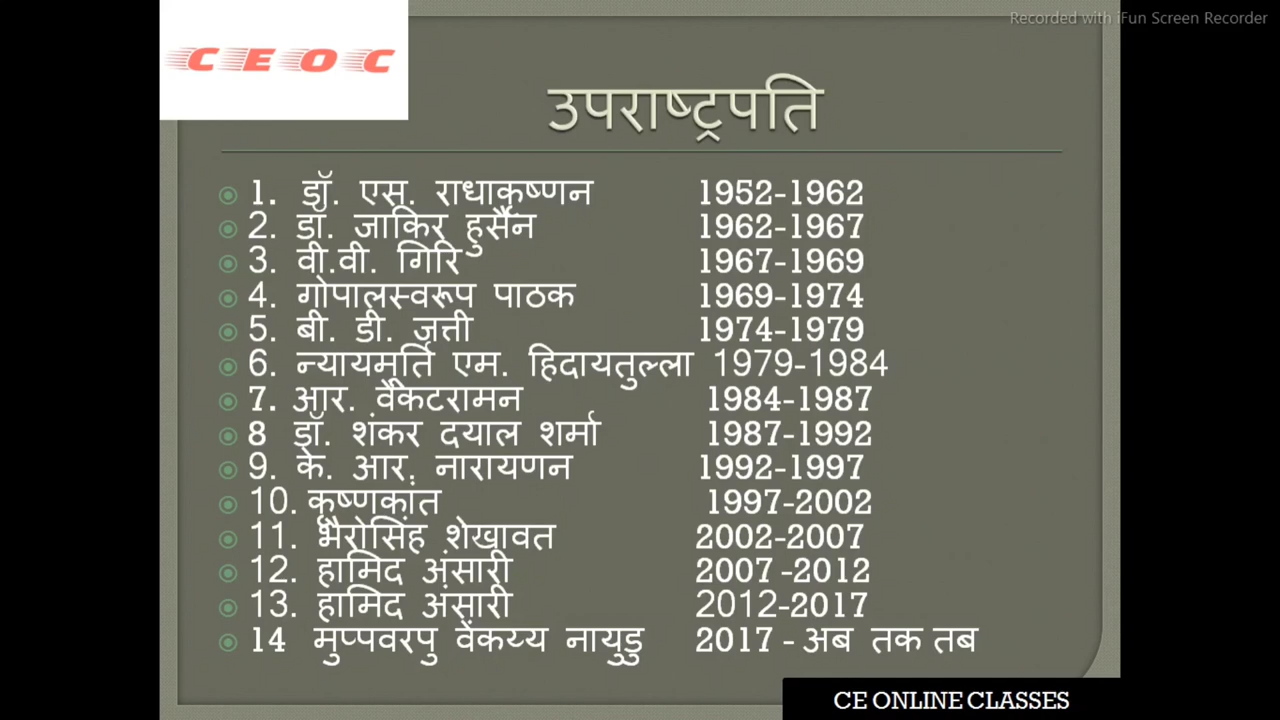 Recorded with iFun Screen Recorder
CEOC
उपराष्ट्रपति
1. डॉ. एस. राधाकृष्णन 1952-1962
2. डॉ. जाकिर हुसैन 1962-1967
3. वी.वी. गिरि 1967-1969
4. गोपालस्वरूप पाठक 1969-1974
5. बी. डी. जत्ती 1974-1979
6. न्यायमूर्ति एम. हिदायतुल्ला 1979-1984
7. आर. वैंकटरामन 1984-1987
8 डॉ. शंकर दयाल शर्मा 1987-1992
9. के. आर. नारायणन 1992-1997
10. कृष्णकांत 1997-2002
11. भैरोसिंह शेखावत 2002-2007
12. हामिद अंसारी 2007 -2012
13. हामिद अंसारी 2012-2017
14 मुप्पवरपु वेंकय्य नायुडु 2017 - अब तक तब
CE ONLINE CLASSES